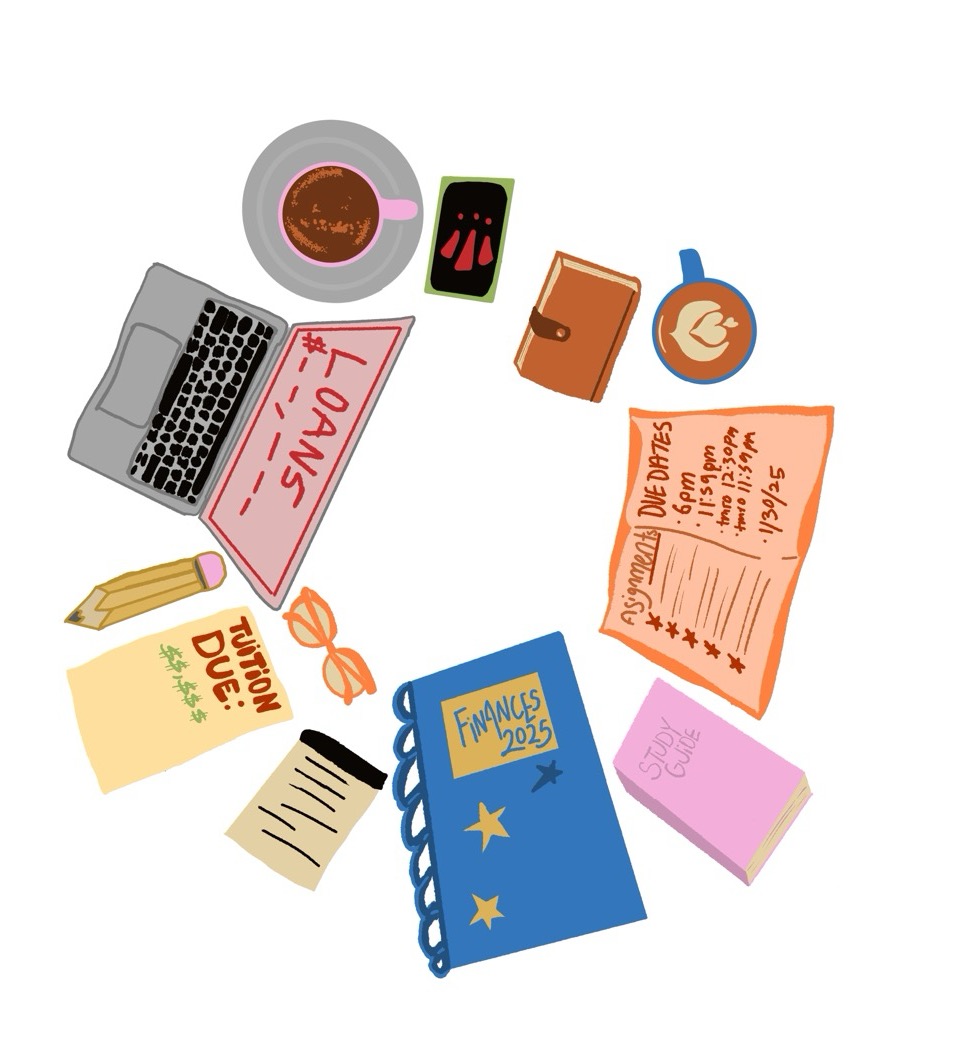 LOANS
$--,---
DUE DATES
· 6pm
· 11:59pm
· tmro 12:30pm
· tmro 11:59pm
· 1/30/25
Asignments
TUITION
DUE:
$$,$$$
FINANCES
2025
STUDY
GUIDE